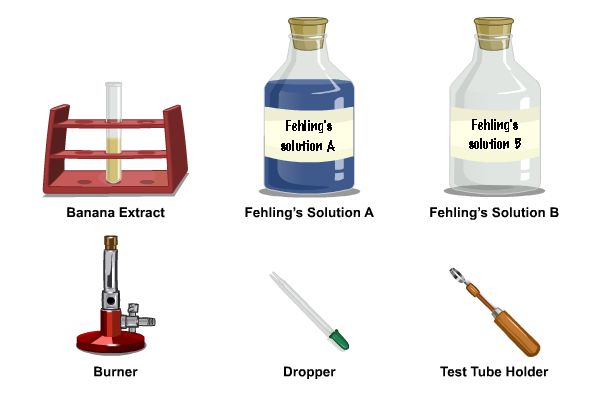 Fehling's
solution A
Fehling's
solution B
Banana Extract
Fehling's Solution A
Fehling's Solution B
Burner
Dropper
Test Tube Holder